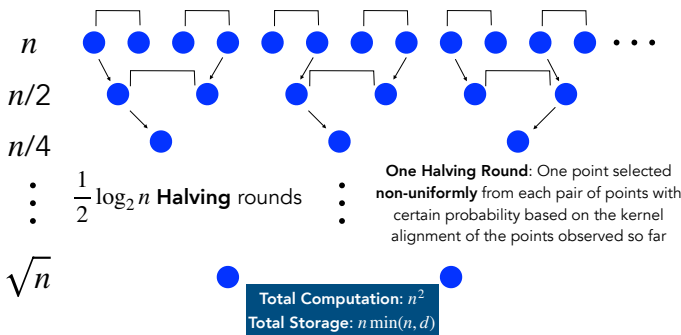 n
n/2
n/4
1/2 log₂ n Halving rounds
One Halving Round: One point selected
non-uniformly from each pair of points with
certain probability based on the kernel
alignment of the points observed so far
√n
Total Computation: n²
Total Storage: n min(n, d)